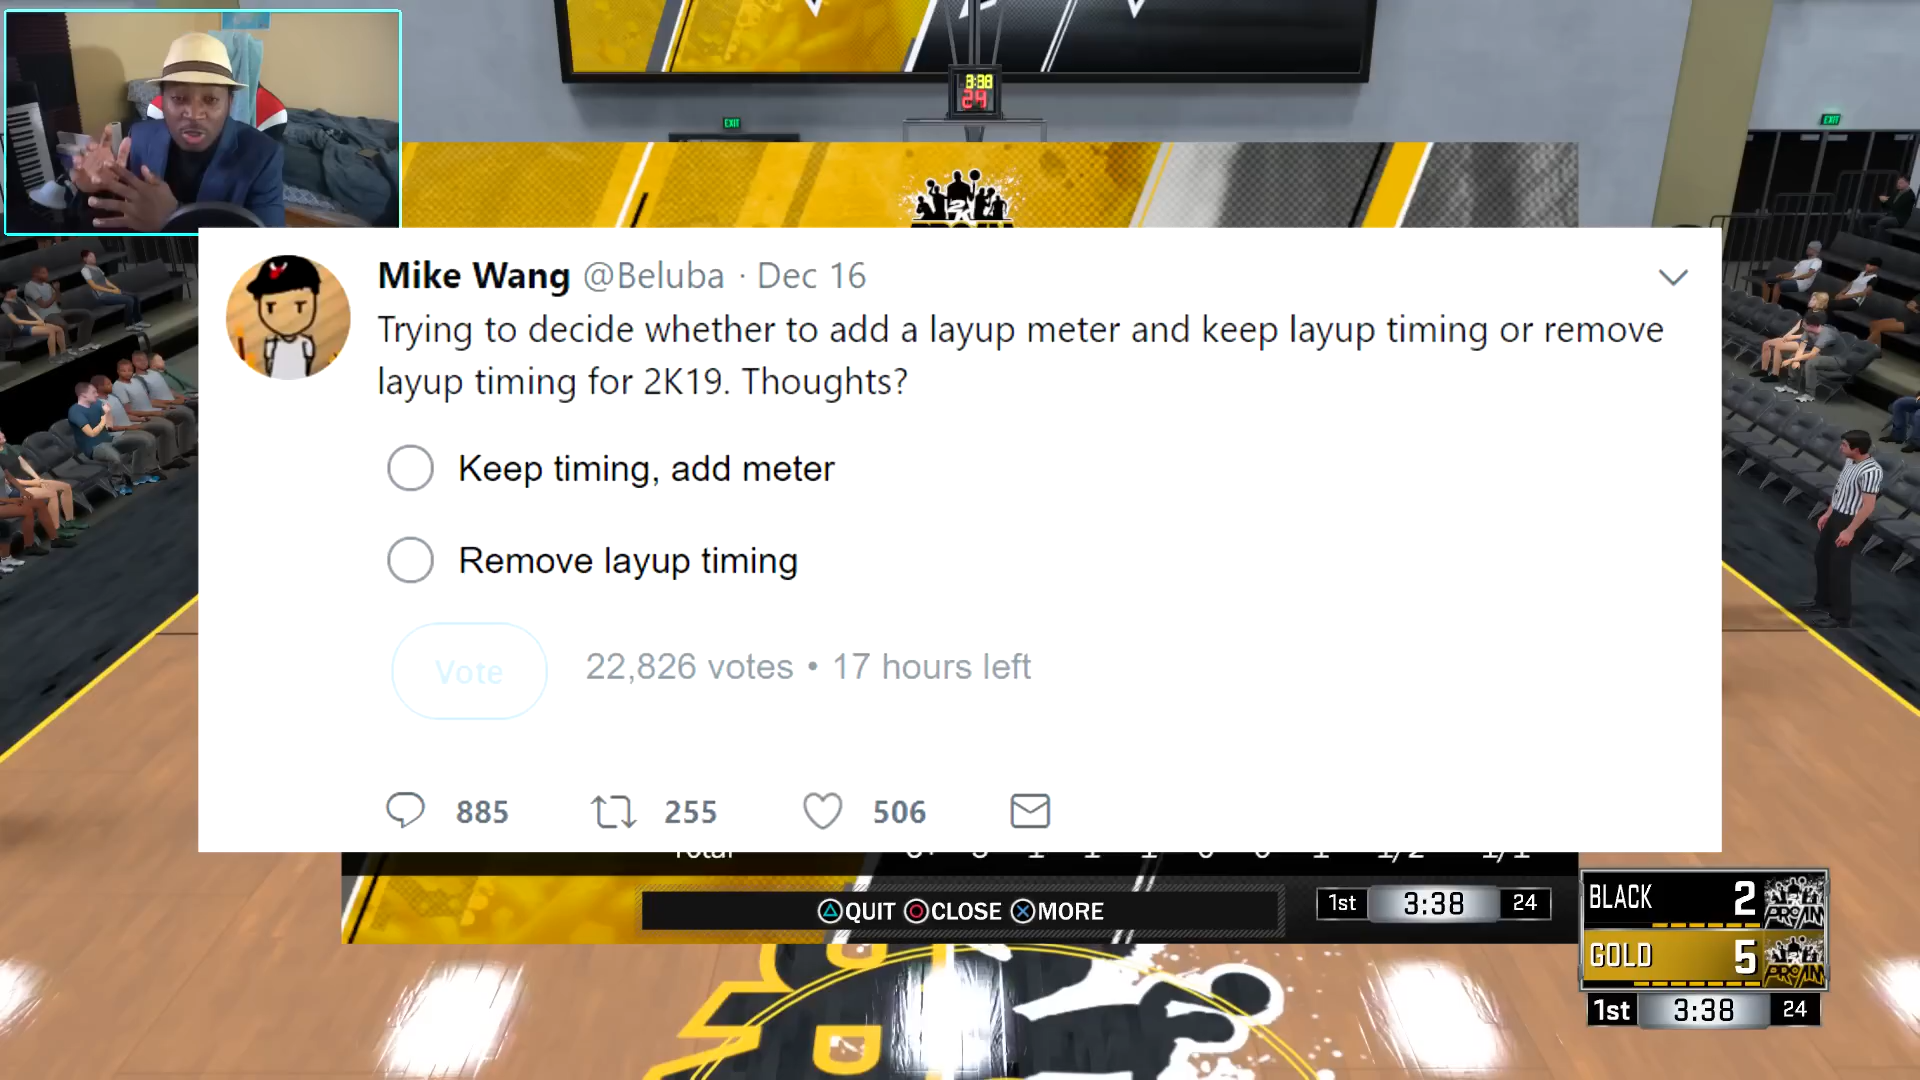 3:38
24
EXIT
EXIT
Mike Wang @Beluba · Dec 16
Trying to decide whether to add a layup meter and keep layup timing or remove
layup timing for 2K19. Thoughts?
Keep timing, add meter
Remove layup timing
Vote
22,826 votes • 17 hours left
885 255 506
QUIT CLOSE MORE
1st 3:38 24
BLACK 2
GOLD 5
1st 3:38 24